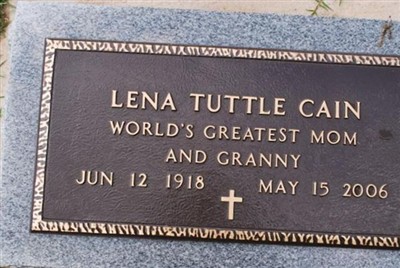 LENA TUTTLE CAIN
WORLD'S GREATEST MOM
AND GRANNY
JUN 12 1918 MAY 15 2006